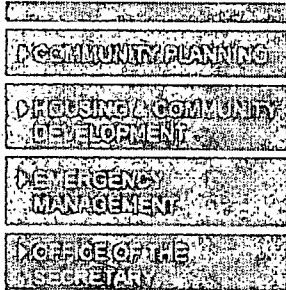 COMMUNITY PLANNING
HOUSING & COMMUNITY
DEVELOPMENT
EMERGENCY
MANAGEMENT
OFFICE OF THE
SECRETARY